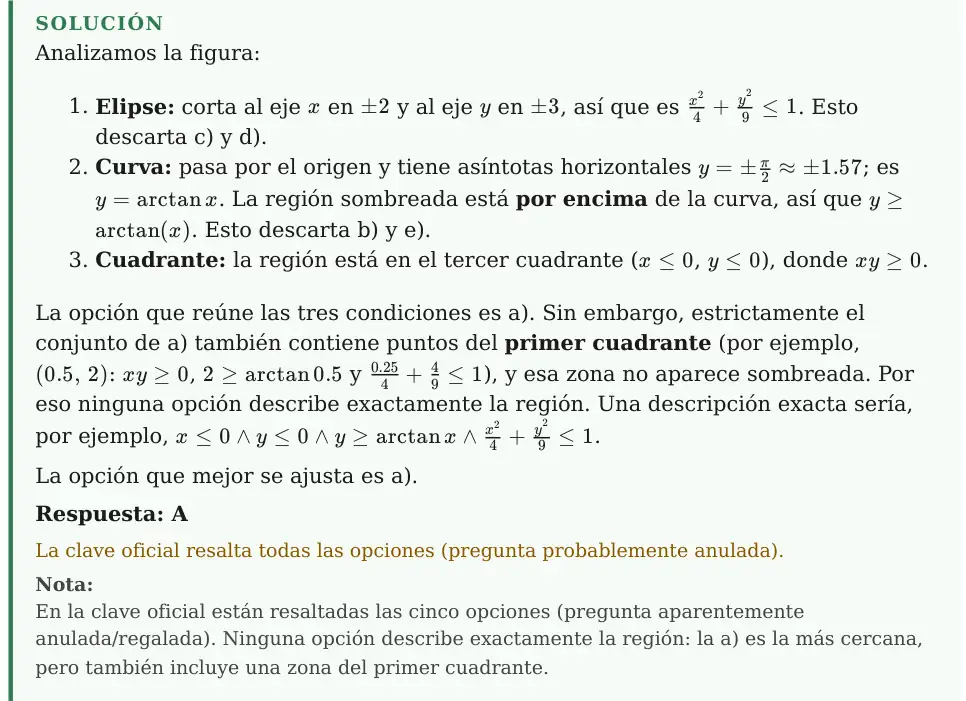 SOLUCIÓN
Analizamos la figura:
1. Elipse: corta al eje x en ±2 y al eje y en ±3, así que es x²/4 + y²/9 ≤ 1. Esto
descarta c) y d).
2. Curva: pasa por el origen y tiene asíntotas horizontales y = ±π/2 ≈ ±1.57; es
y = arctan x. La región sombreada está por encima de la curva, así que y ≥
arctan(x). Esto descarta b) y e).
3. Cuadrante: la región está en el tercer cuadrante (x ≤ 0, y ≤ 0), donde xy ≥ 0.
La opción que reúne las tres condiciones es a). Sin embargo, estrictamente el
conjunto de a) también contiene puntos del primer cuadrante (por ejemplo,
(0.5, 2): xy ≥ 0, 2 ≥ arctan 0.5 y 0.25/4 + 4/9 ≤ 1), y esa zona no aparece sombreada. Por
eso ninguna opción describe exactamente la región. Una descripción exacta sería,
por ejemplo, x ≤ 0 ∧ y ≤ 0 ∧ y ≥ arctan x ∧ x²/4 + y²/9 ≤ 1.
La opción que mejor se ajusta es a).
Respuesta: A
La clave oficial resalta todas las opciones (pregunta probablemente anulada).
Nota:
En la clave oficial están resaltadas las cinco opciones (pregunta aparentemente
anulada/regalada). Ninguna opción describe exactamente la región: la a) es la más cercana,
pero también incluye una zona del primer cuadrante.